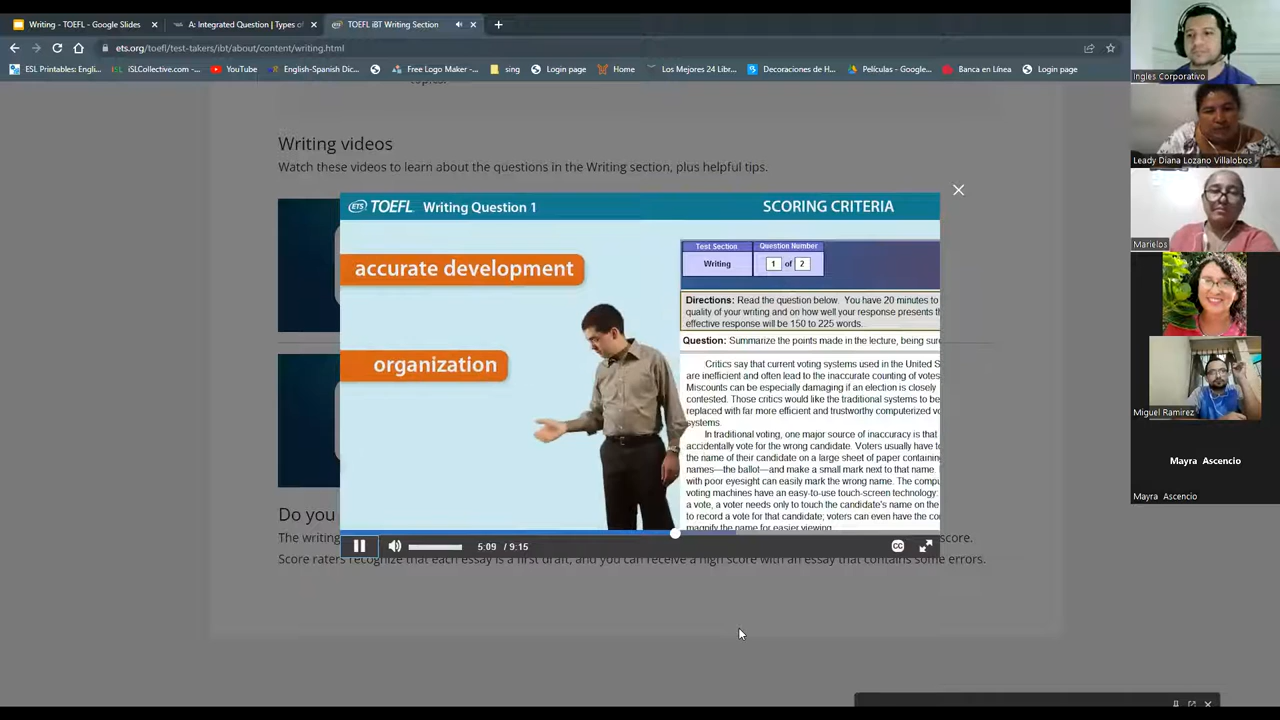 Writing - TOEFL - Google Slides
A: Integrated Question | Types of
TOEFL iBT Writing Section
ets.org/toefl/test-takers/ibt/about/content/writing.html
ESL Printables: Engli...
iSLCollective.com -...
YouTube
English-Spanish Dic...
Free Logo Maker -...
sing
Login page
Home
Los Mejores 24 Libr...
Decoraciones de H...
Películas - Google...
Banca en Línea
Login page
Writing videos
Watch these videos to learn about the questions in the Writing section, plus helpful tips.
ETS TOEFL Writing Question 1
SCORING CRITERIA
accurate development
organization
Test Section
Question Number
Writing
1 of 2
Directions: Read the question below. You have 20 minutes to
quality of your writing and on how well your response presents th
effective response will be 150 to 225 words.
Question: Summarize the points made in the lecture, being sure
Critics say that current voting systems used in the United S
are inefficient and often lead to the inaccurate counting of votes
Miscounts can be especially damaging if an election is closely
contested. Those critics would like the traditional systems to be
replaced with far more efficient and trustworthy computerized vo
systems.
In traditional voting, one major source of inaccuracy is that
accidentally vote for the wrong candidate. Voters usually have to
the name of their candidate on a large sheet of paper containing
names—the ballot—and make a small mark next to that name.
with poor eyesight can easily mark the wrong name. The compu
voting machines have an easy-to-use touch-screen technology:
a vote, a voter needs only to touch the candidate's name on the
to record a vote for that candidate; voters can even have the co
magnify the name for easier viewing.
5:09 / 9:15
CC
Do you
The writing
score.
Score raters recognize that each essay is a first draft, and you can receive a high score with an essay that contains some errors.
Ingles Corporativo
Leady Diana Lozano Villalobos
Marielos
Miguel Ramirez
Mayra Ascencio
Mayra Ascencio